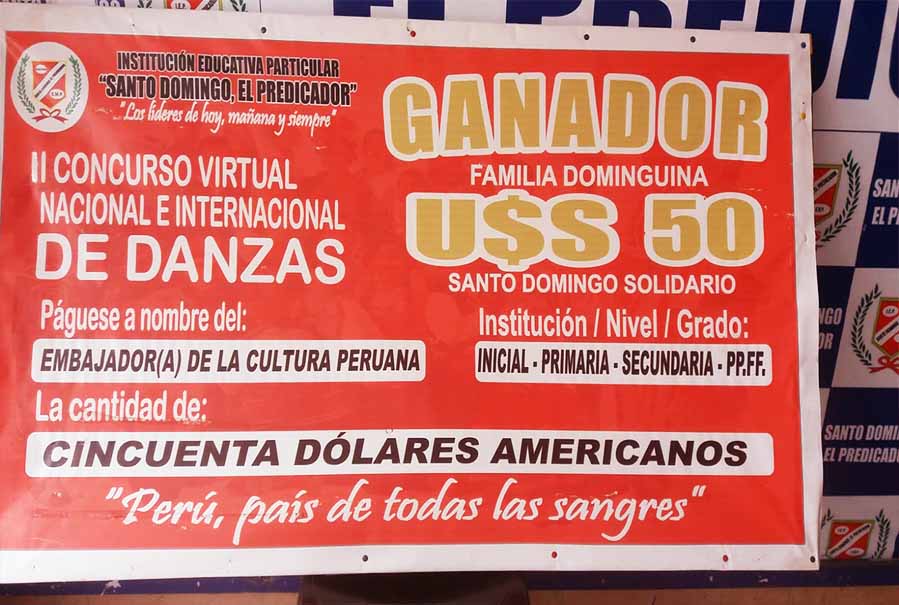 INSTITUCIÓN EDUCATIVA PARTICULAR
"SANTO DOMINGO, EL PREDICADOR"
"Los líderes de hoy, mañana y siempre"
II CONCURSO VIRTUAL
NACIONAL E INTERNACIONAL
DE DANZAS
GANADOR
FAMILIA DOMINGUINA
U$S 50
SANTO DOMINGO SOLIDARIO
Páguese a nombre del:
EMBAJADOR(A) DE LA CULTURA PERUANA
Institución / Nivel / Grado:
INICIAL - PRIMARIA - SECUNDARIA - PP.FF.
La cantidad de:
CINCUENTA DÓLARES AMERICANOS
"Perú, país de todas las sangres"
SANTO DOMI
EL PREDICADOR